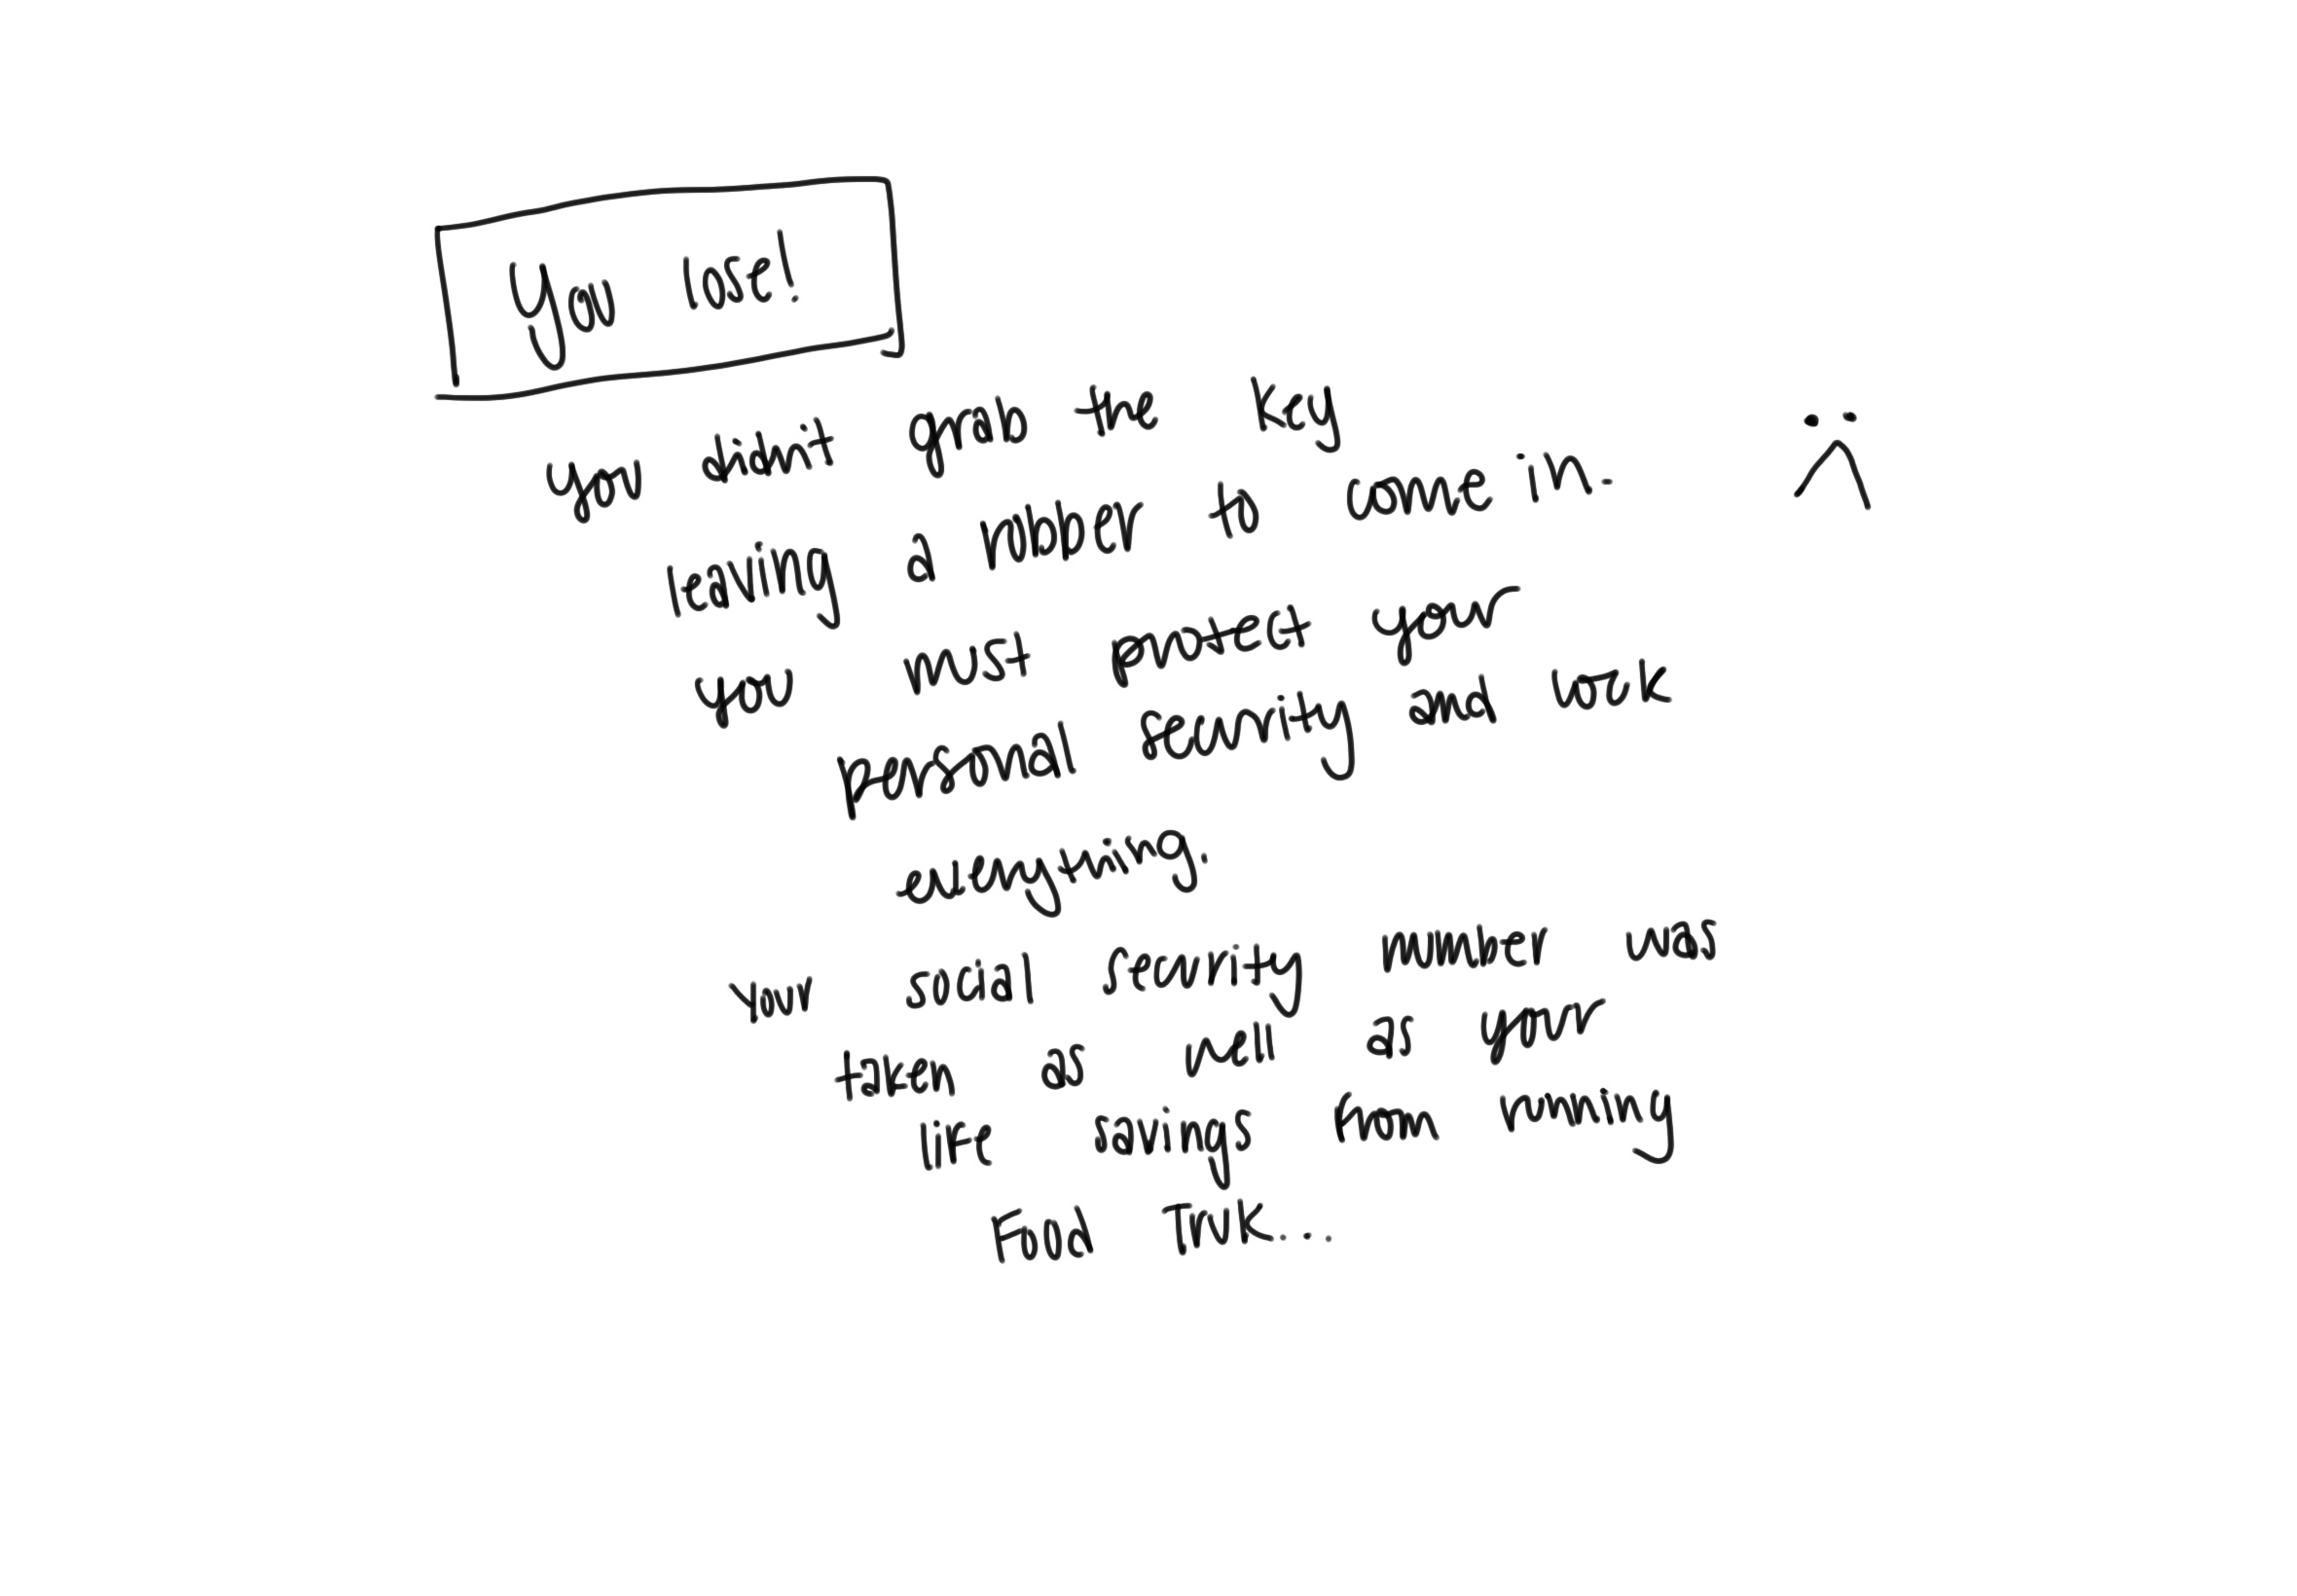 You lose!
you didn't grab the key
leaving a robber to come in.
you must protect your
personal security and lock
everything.
Your social security number was
taken as well as your
life savings from running
Food Truk...